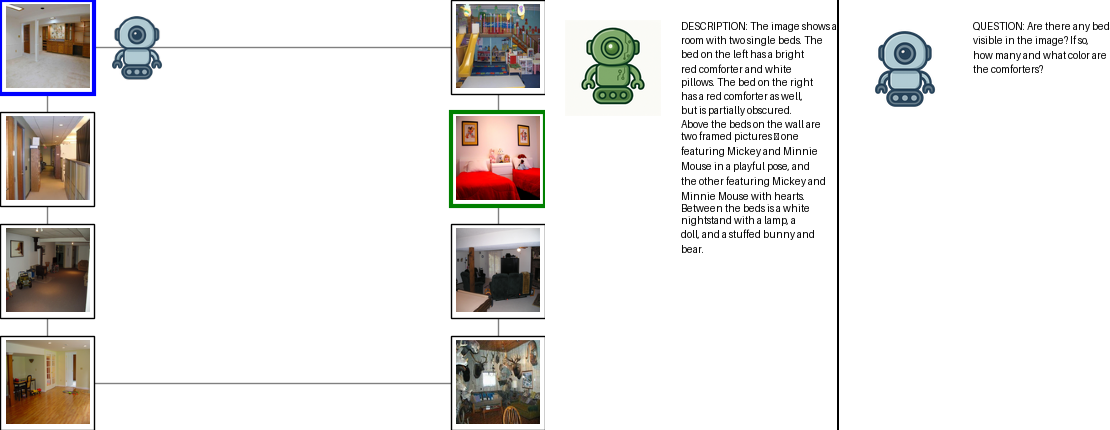 DESCRIPTION: The image shows a
room with two single beds. The
bed on the left has a bright
red comforter and white
pillows. The bed on the right
has a red comforter as well,
but is partially obscured.
Above the beds on the wall are
two framed pictures☒one
featuring Mickey and Minnie
Mouse in a playful pose, and
the other featuring Mickey and
Minnie Mouse with hearts.
Between the beds is a white
nightstand with a lamp, a
doll, and a stuffed bunny and
bear.
QUESTION: Are there any bed
visible in the image? If so,
how many and what color are
the comforters?